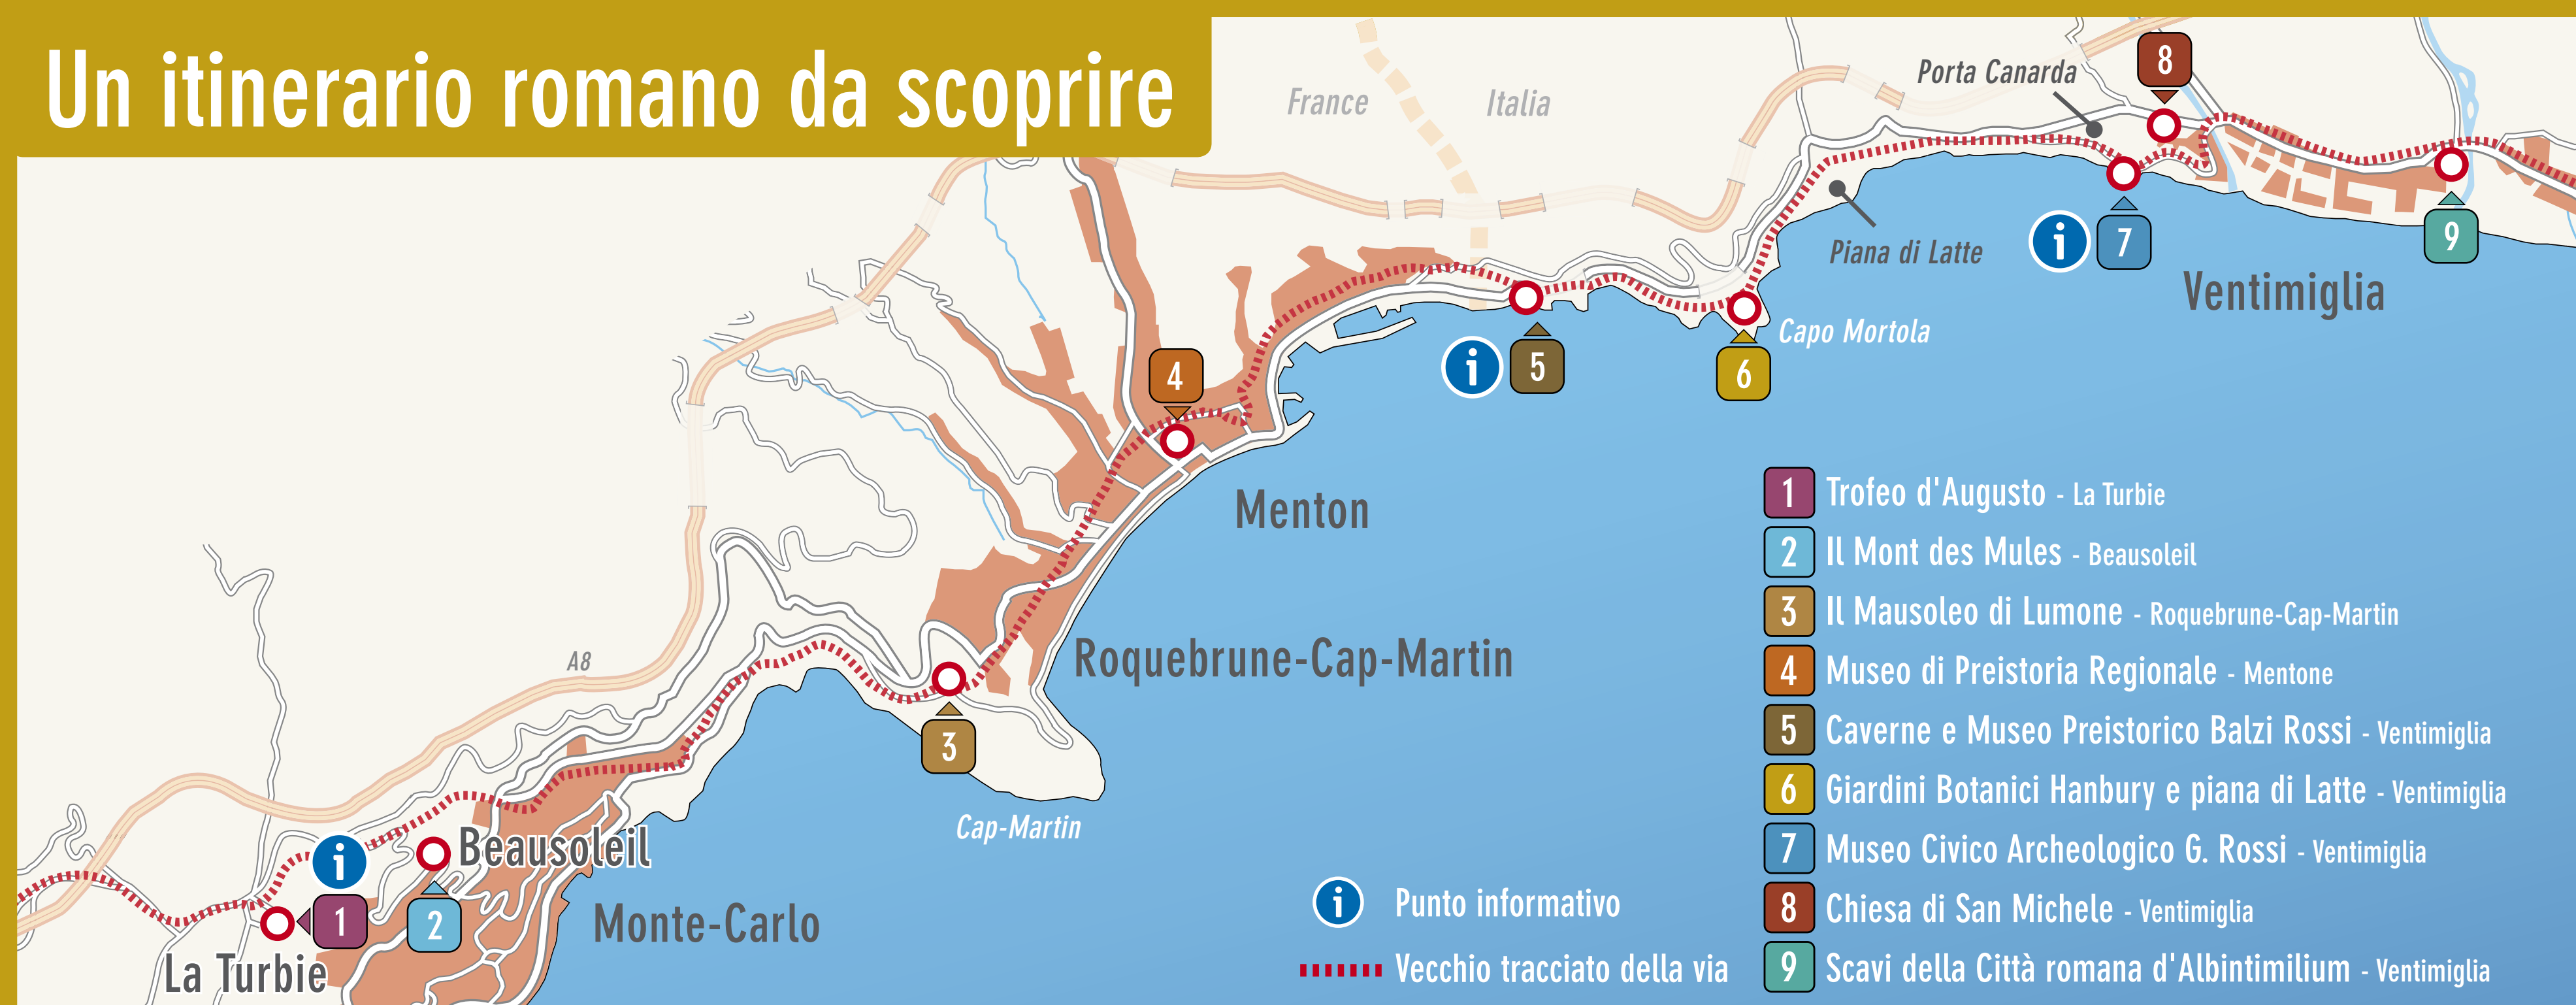 Un itinerario romano da scoprire
France
Italia
Porta Canarda
8
Piana di Latte
i
7
9
Ventimiglia
Capo Mortola
i
5
6
4
Menton
Roquebrune-Cap-Martin
A8
3
Cap-Martin
i
Beausoleil
1
2
Monte-Carlo
La Turbie
i Punto informativo
Vecchio tracciato della via
1 Trofeo d'Augusto - La Turbie
2 Il Mont des Mules - Beausoleil
3 Il Mausoleo di Lumone - Roquebrune-Cap-Martin
4 Museo di Preistoria Regionale - Mentone
5 Caverne e Museo Preistorico Balzi Rossi - Ventimiglia
6 Giardini Botanici Hanbury e piana di Latte - Ventimiglia
7 Museo Civico Archeologico G. Rossi - Ventimiglia
8 Chiesa di San Michele - Ventimiglia
9 Scavi della Città romana d'Albintimilium - Ventimiglia